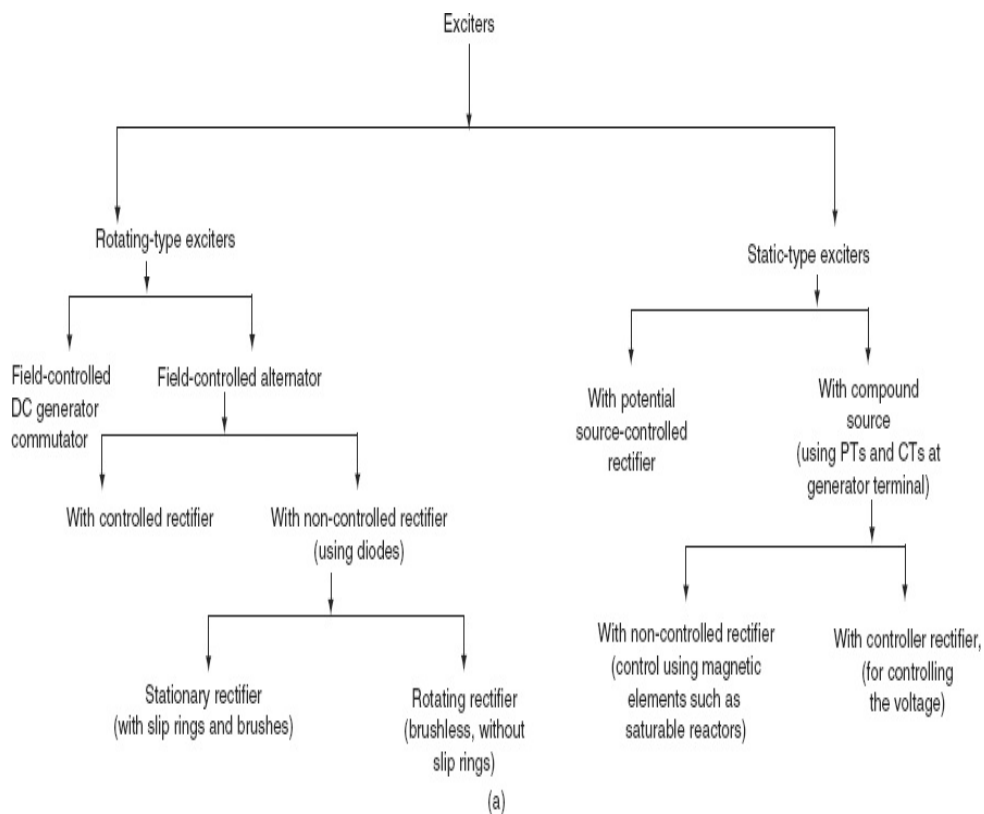 Exciters
Rotating-type exciters
Static-type exciters
Field-controlled
DC generator
commutator
Field-controlled alternator
With potential
source-controlled
rectifier
With compound
source
(using PTs and CTs at
generator terminal)
With controlled rectifier
With non-controlled rectifier
(using diodes)
With non-controlled rectifier
(control using magnetic
elements such as
saturable reactors)
With controller rectifier,
(for controlling
the voltage)
Stationary rectifier
(with slip rings and brushes)
Rotating rectifier
(brushless, without
slip rings)
(a)